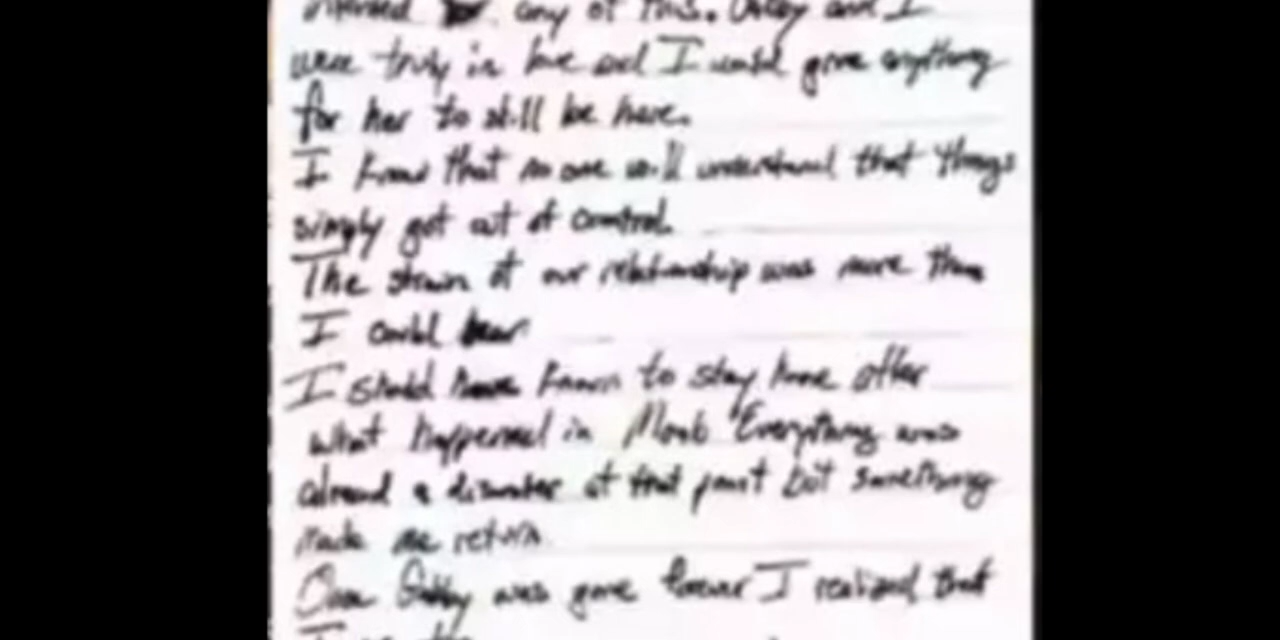 intended for any of this. Gabby and I
were truly in love and I would give anything
for her to still be here.
I know that no one will understand that things
simply got out of control.
The strain of our relationship was more than
I could bear
I should have known to stay home after
what happened in Moab Everything was
already a disaster at that point but something
made me return.
Once Gabby was gone forever I realized that
I